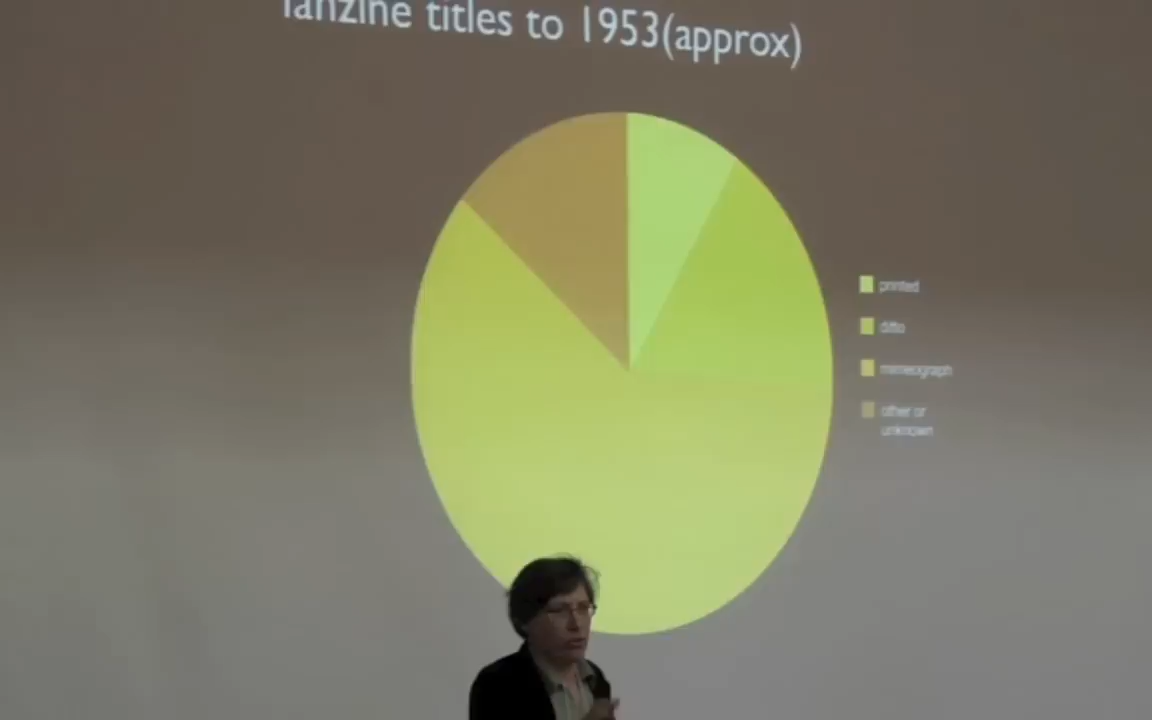 fanzine titles to 1953(approx)
printed
ditto
mimeograph
other or
unknown